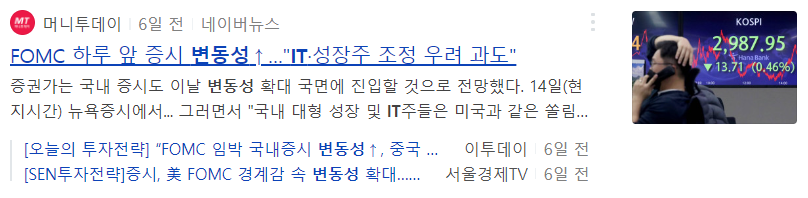 MT 머니투데이 6일 전 네이버뉴스
FOMC 하루 앞 증시 변동성↑..."IT·성장주 조정 우려 과도"
증권가는 국내 증시도 이날 변동성 확대 국면에 진입할 것으로 전망했다. 14일(현
지시간) 뉴욕증시에서... 그러면서 "국내 대형 성장 및 IT주들은 미국과 같은 쏠림...
[오늘의 투자전략] “FOMC 임박 국내증시 변동성↑, 중국 ... 이투데이 6일 전
[SEN투자전략]증시, 美 FOMC 경계감 속 변동성 확대...... 서울경제TV 6일 전
KOSPI
2,987.95
Hana Bank
▼13.71 (0.46%)